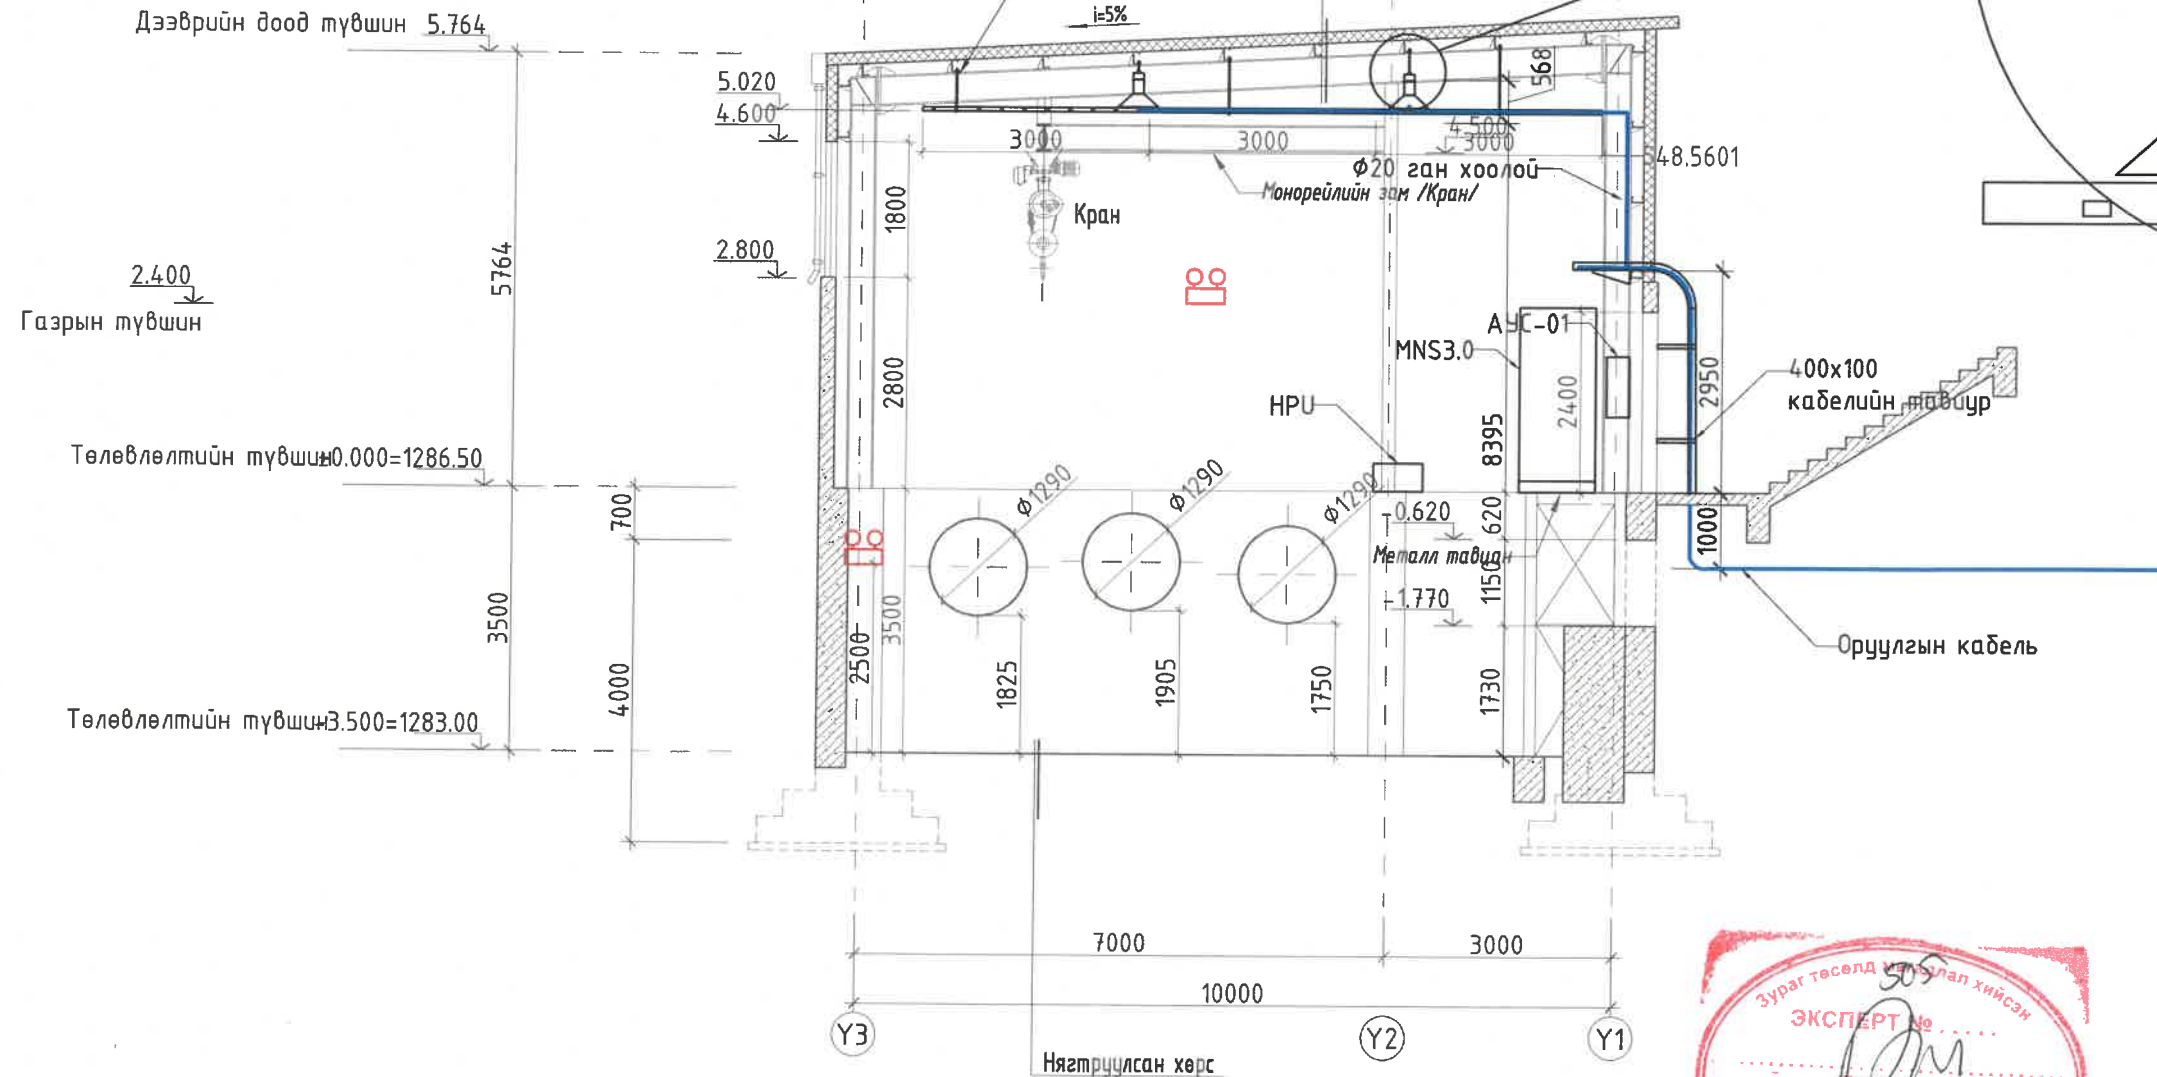 Дээврийн доод түвшин 5.764
i=5%
5.020
4.600
568
3000
3000
4.500
3000
48.5601
Ф20 ган хоолой
Монорейлийн зам /Кран/
1800
Кран
5764
2.800
2.400
Газрын түвшин
АУС-01
MNS3.0
2800
2400
2950
400x100
кабелийн тавиур
HPU
8395
Төлөвлөлтийн түвшин ±0.000=1286.50
700
Ф1290
Ф1290
Ф1290
-0.620
620
1000
Металл тавцан
1150
-1.770
3500
3500
2500
4000
1825
1905
1750
1730
Оруулгын кабель
Төлөвлөлтийн түвшин-3.500=1283.00
7000
3000
10000
Y3
Y2
Y1
Нягтруулсан хөрс
505
Зураг төсөлд
хийсэн
ЭКСПЕРТ №